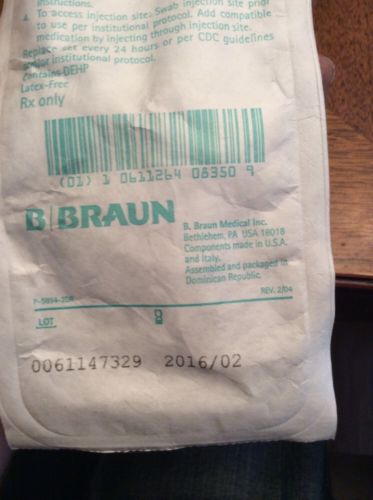 instructions.
4. To access injection site: Swab injection site prior
to use per institutional protocol. Add compatible
medication by injecting through injection site.
Replace set every 24 hours or per CDC guidelines
and/or institutional protocol.
Contains DEHP
Latex-Free
Rx only
(01) 1 0611264 08350 9
B|BRAUN
B. Braun Medical Inc.
Bethlehem, PA USA 18018
Components made in U.S.A.
and Italy.
Assembled and packaged in
Dominican Republic.
REV. 2/04
LOT
0061147329 2016/02